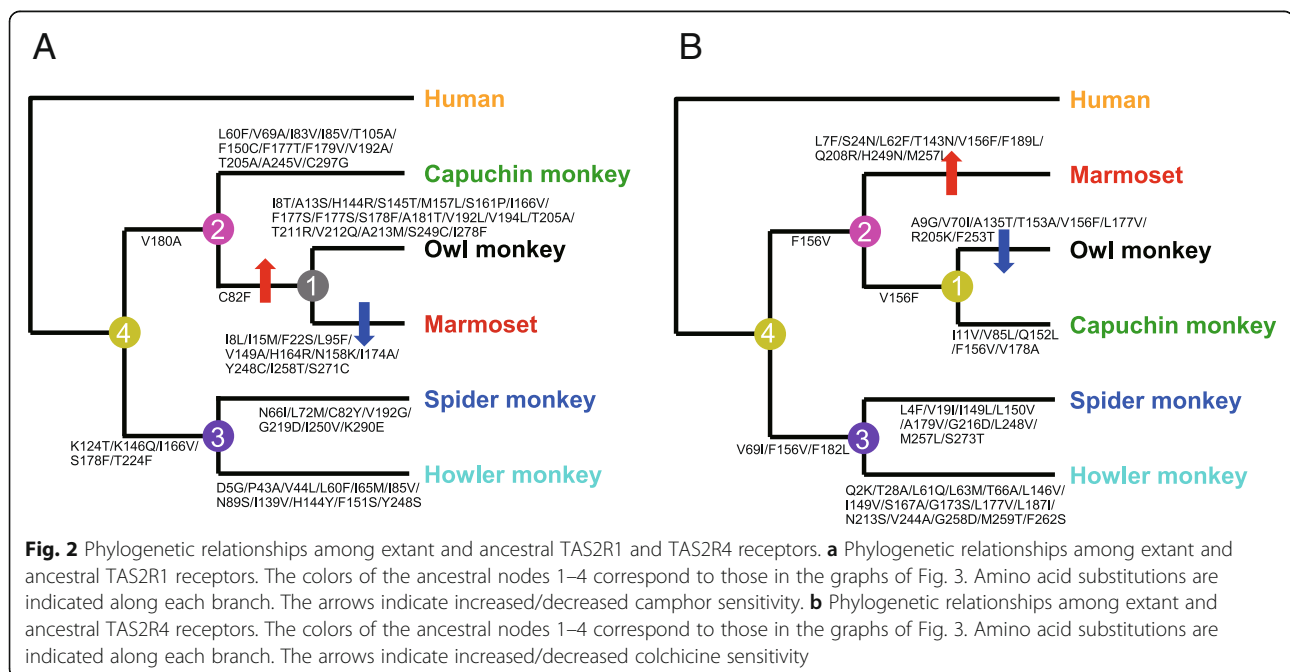 A
Human
L60F/V69A/I83V/I85V/T105A/
F150C/F177T/F179V/V192A/
T205A/A245V/C297G
Capuchin monkey
I8T/A13S/H144R/S145T/M157L/S161P/I166V/
F177S/F177S/S178F/A181T/V192L/V194L/T205A/
T211R/V212Q/A213M/S249C/I278F
2
V180A
Owl monkey
1
C82F
4
Marmoset
I8L/I15M/F22S/L95F/
V149A/H164R/N158K/I174A/
Y248C/I258T/S271C
Spider monkey
N66I/L72M/C82Y/V192G/
G219D/I250V/K290E
3
K124T/K146Q/I166V/
S178F/T224F
Howler monkey
D5G/P43A/V44L/L60F/I65M/I85V/
N89S/I139V/H144Y/F151S/Y248S
B
Human
L7F/S24N/L62F/T143N/V156F/F189L/
Q208R/H249N/M257L
Marmoset
A9G/V70I/A135T/T153A/V156F/L177V/
R205K/F253T
2
F156V
Owl monkey
1
V156F
4
Capuchin monkey
I11V/V85L/Q152L
/F156V/V178A
Spider monkey
L4F/V19I/I149L/L150V
/A179V/G216D/L248V/
M257L/S273T
3
V69I/F156V/F182L
Howler monkey
Q2K/T28A/L61Q/L63M/T66A/L146V/
I149V/S167A/G173S/L177V/L187I/
N213S/V244A/G258D/M259T/F262S
Fig. 2 Phylogenetic relationships among extant and ancestral TAS2R1 and TAS2R4 receptors. a Phylogenetic relationships among extant and
ancestral TAS2R1 receptors. The colors of the ancestral nodes 1–4 correspond to those in the graphs of Fig. 3. Amino acid substitutions are
indicated along each branch. The arrows indicate increased/decreased camphor sensitivity. b Phylogenetic relationships among extant and
ancestral TAS2R4 receptors. The colors of the ancestral nodes 1–4 correspond to those in the graphs of Fig. 3. Amino acid substitutions are
indicated along each branch. The arrows indicate increased/decreased colchicine sensitivity